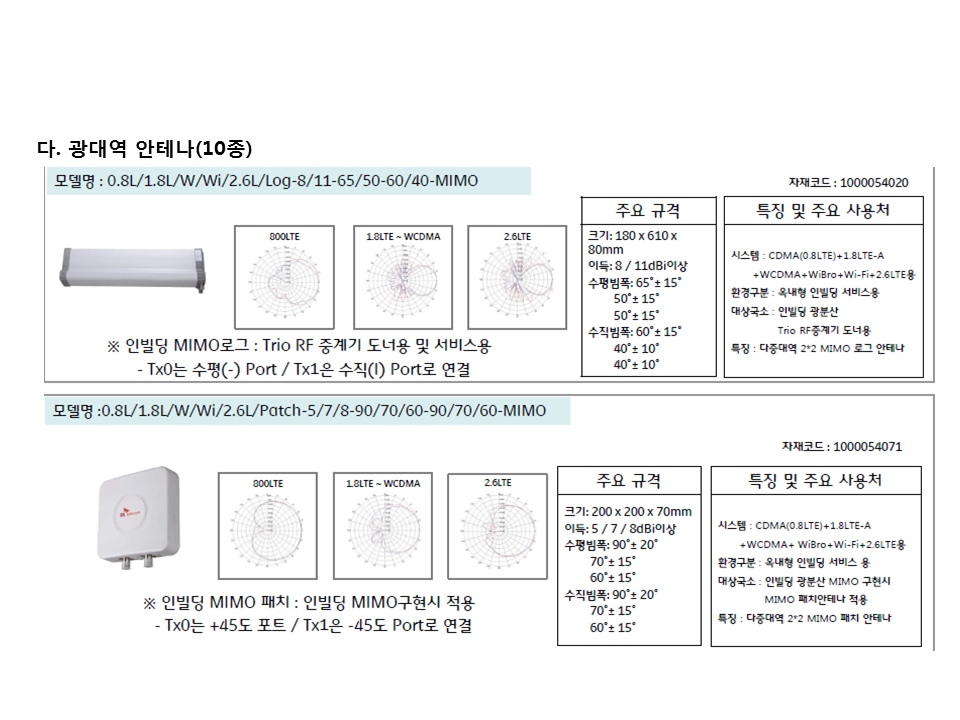 다. 광대역 안테나(10종)
모델명 : 0.8L/1.8L/W/Wi/2.6L/Log-8/11-65/50-60/40-MIMO
자재코드 : 1000054020
800LTE
1.8LTE ~ WCDMA
2.6LTE
※ 인빌딩 MIMO로그 : Trio RF 중계기 도너용 및 서비스용
- Tx0는 수평(-) Port / Tx1은 수직(l) Port로 연결
주요 규격
크기: 180 x 610 x
80mm
이득: 8 / 11dBi이상
수평빔폭: 65˚± 15˚
50˚± 15˚
50˚± 15˚
수직빔폭: 60˚± 15˚
40˚± 10˚
40˚± 10˚
특징 및 주요 사용처
시스템 : CDMA(0.8LTE)+1.8LTE-A
+WCDMA+WiBro+Wi-Fi+2.6LTE용
환경구분 : 옥내형 인빌딩 서비스용
대상국소 : 인빌딩 광분산
Trio RF중계기 도너용
특징 : 다중대역 2*2 MIMO 로그 안테나
모델명 :0.8L/1.8L/W/Wi/2.6L/Patch-5/7/8-90/70/60-90/70/60-MIMO
자재코드 : 1000054071
800LTE
1.8LTE ~ WCDMA
2.6LTE
※ 인빌딩 MIMO 패치 : 인빌딩 MIMO구현시 적용
- Tx0는 +45도 포트 / Tx1은 -45도 Port로 연결
주요 규격
크기: 200 x 200 x 70mm
이득: 5 / 7 / 8dBi이상
수평빔폭: 90˚± 20˚
70˚± 15˚
60˚± 15˚
수직빔폭: 90˚± 20˚
70˚± 15˚
60˚± 15˚
특징 및 주요 사용처
시스템 : CDMA(0.8LTE)+1.8LTE-A
+WCDMA+ WiBro+Wi-Fi+2.6LTE용
환경구분 : 옥내형 인빌딩 서비스 용
대상국소 : 인빌딩 광분산 MIMO 구현시
MIMO 패치안테나 적용
특징 : 다중대역 2*2 MIMO 패치 안테나